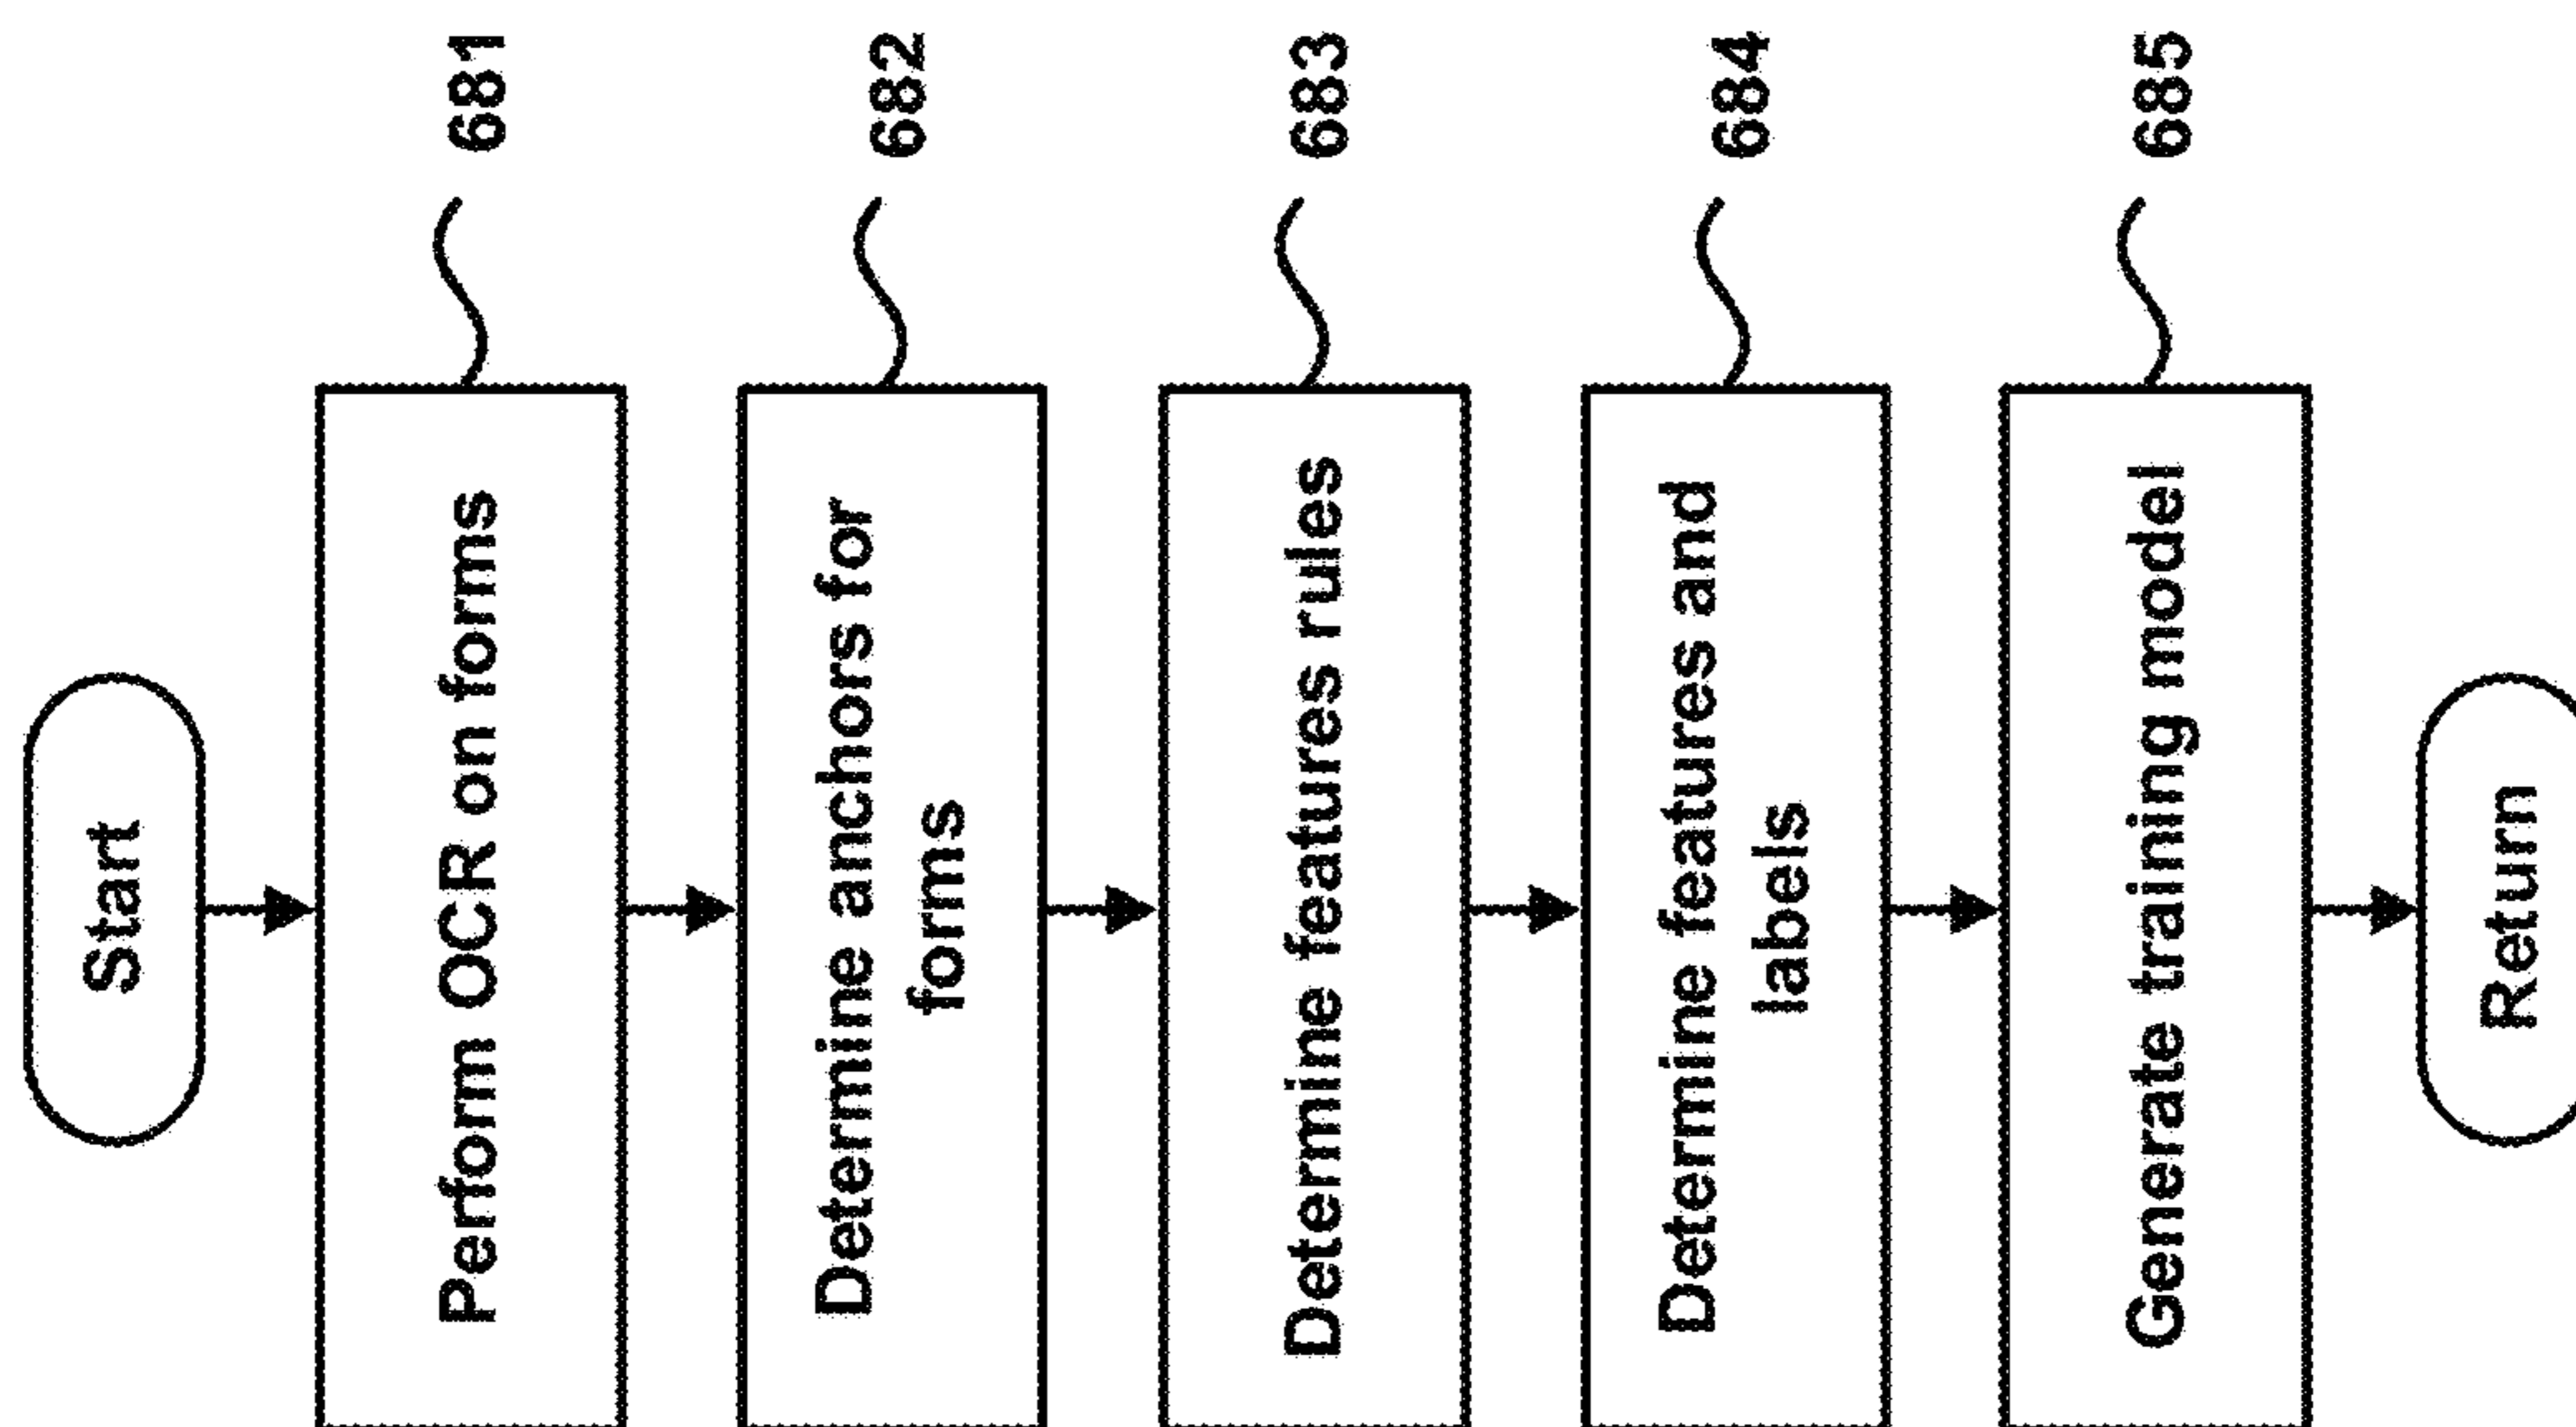 Start
Perform OCR on forms
681
Determine anchors for
forms
682
Determine features rules
683
Determine features and
labels
684
Generate training model
685
Return